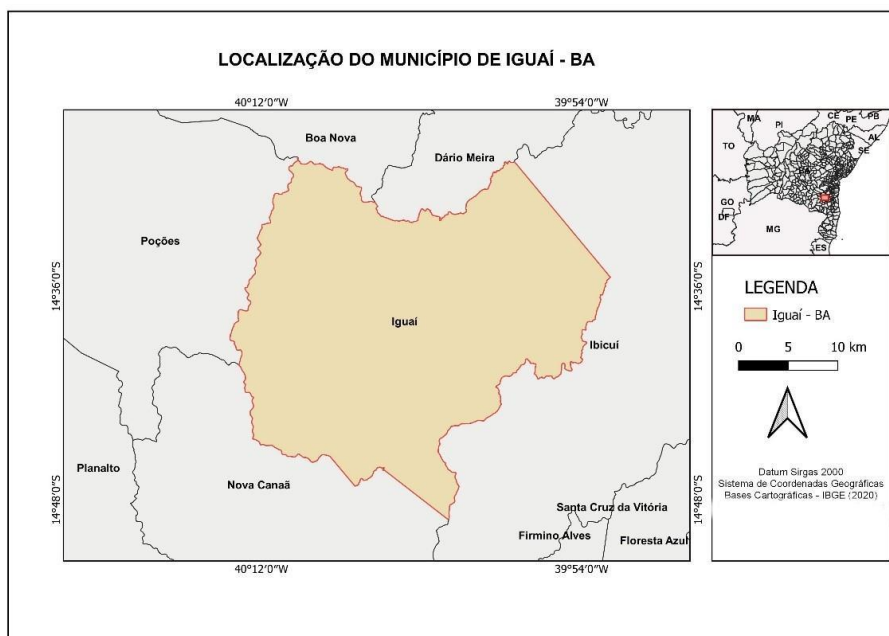 LOCALIZAÇÃO DO MUNICÍPIO DE IGUAÍ - BA
40°12'0"W 39°54'0"W
Boa Nova
Dário Meira
Poções
14°36'0"S 14°36'0"S
Iguaí
Ibicuí
Planalto
Nova Canaã
14°48'0"S 14°48'0"S
Santa Cruz da Vitória
Firmino Alves
Floresta Azul
40°12'0"W 39°54'0"W
MA PI CE PE PB
AL
TO SE
BA
GO
DF
MG
ES
LEGENDA
Iguaí - BA
0 5 10 km
Datum Sirgas 2000
Sistema de Coordenadas Geográficas
Bases Cartográficas - IBGE (2020)